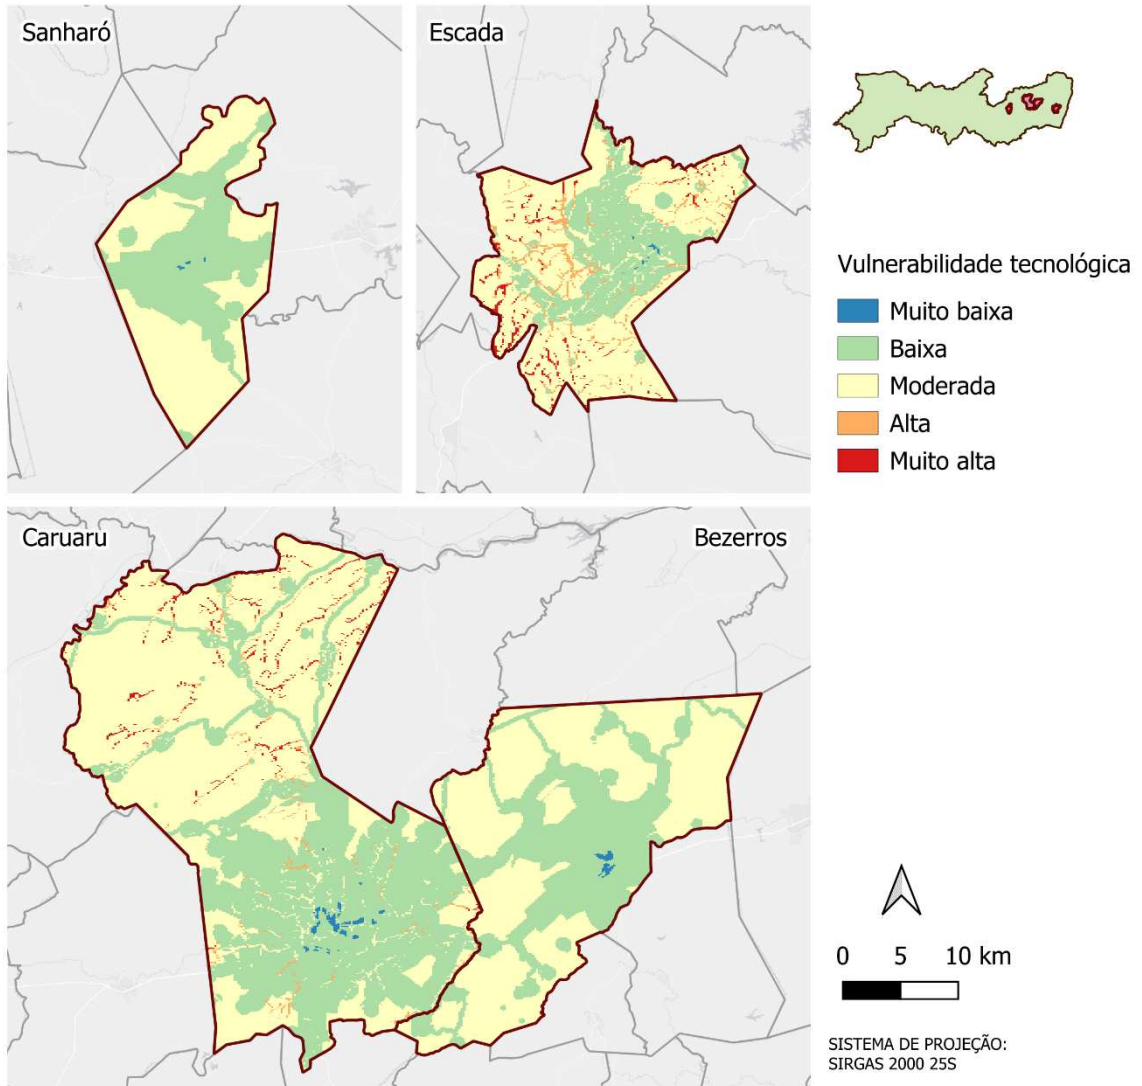 Sanharó
Escada
Vulnerabilidade tecnológica
Muito baixa
Baixa
Moderada
Alta
Muito alta
Caruaru
Bezerros
0 5 10 km
SISTEMA DE PROJEÇÃO:
SIRGAS 2000 25S